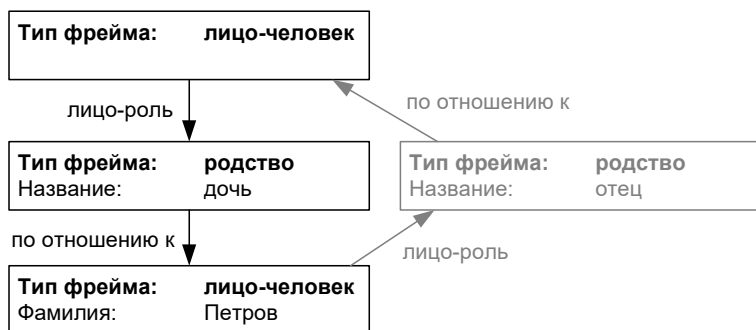 Тип фрейма: лицо-человек
по отношению к
лицо-роль
Тип фрейма: родство
Название: дочь
Тип фрейма: родство
Название: отец
по отношению к
лицо-роль
Тип фрейма: лицо-человек
Фамилия: Петров